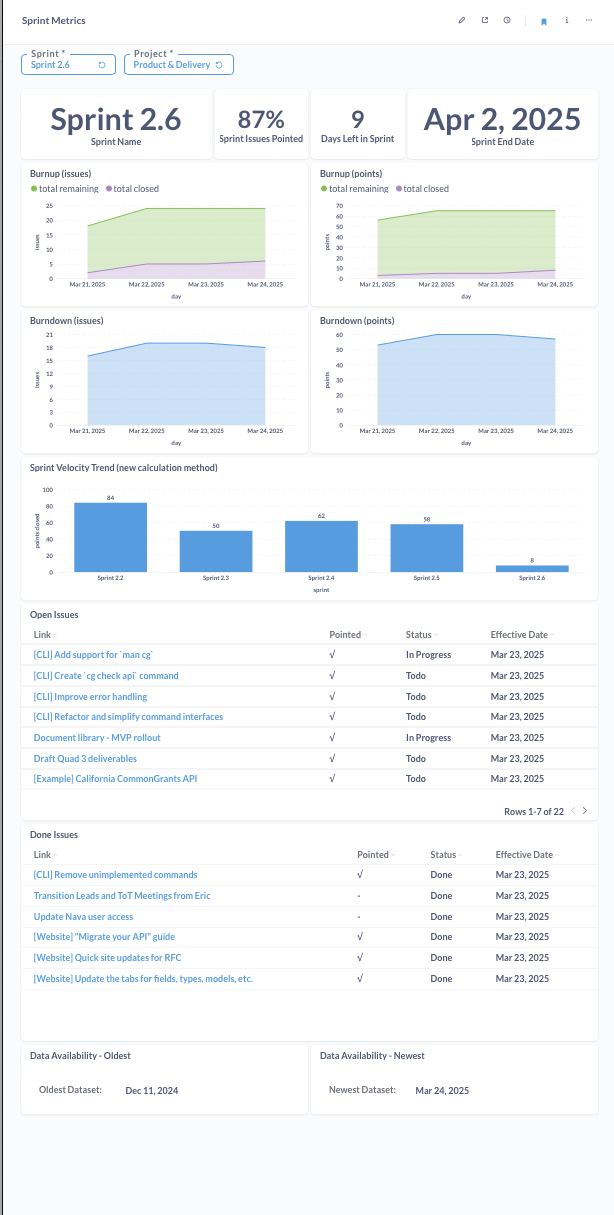 Sprint Metrics
Sprint *
Project *
Sprint 2.6
Product & Delivery
Sprint 2.6
87%
9
Apr 2, 2025
Sprint Name
Sprint Issues Pointed
Days Left in Sprint
Sprint End Date
Burnup (issues)
total remaining
total closed
25
20
15
10
5
0
issues
Mar 21, 2025
Mar 22, 2025
Mar 23, 2025
Mar 24, 2025
day
Burnup (points)
total remaining
total closed
70
60
50
40
30
20
10
0
points
Mar 21, 2025
Mar 22, 2025
Mar 23, 2025
Mar 24, 2025
day
Burndown (issues)
21
18
15
12
9
6
3
0
issues
Mar 21, 2025
Mar 22, 2025
Mar 23, 2025
Mar 24, 2025
day
Burndown (points)
60
50
40
30
20
10
0
points
Mar 21, 2025
Mar 22, 2025
Mar 23, 2025
Mar 24, 2025
day
Sprint Velocity Trend (new calculation method)
100
80
60
40
20
0
points closed
84
50
62
58
8
Sprint 2.2
Sprint 2.3
Sprint 2.4
Sprint 2.5
Sprint 2.6
sprint
Open Issues
Link Pointed Status Effective Date
[CLI] Add support for `man cg` √ In Progress Mar 23, 2025
[CLI] Create `cg check api` command √ Todo Mar 23, 2025
[CLI] Improve error handling √ Todo Mar 23, 2025
[CLI] Refactor and simplify command interfaces √ Todo Mar 23, 2025
Document library - MVP rollout √ In Progress Mar 23, 2025
Draft Quad 3 deliverables √ Todo Mar 23, 2025
[Example] California CommonGrants API √ Todo Mar 23, 2025
Rows 1-7 of 22
Done Issues
Link Pointed Status Effective Date
[CLI] Remove unimplemented commands √ Done Mar 23, 2025
Transition Leads and ToT Meetings from Eric - Done Mar 23, 2025
Update Nava user access - Done Mar 23, 2025
[Website] "Migrate your API" guide √ Done Mar 23, 2025
[Website] Quick site updates for RFC √ Done Mar 23, 2025
[Website] Update the tabs for fields, types, models, etc. √ Done Mar 23, 2025
Data Availability - Oldest
Oldest Dataset: Dec 11, 2024
Data Availability - Newest
Newest Dataset: Mar 24, 2025